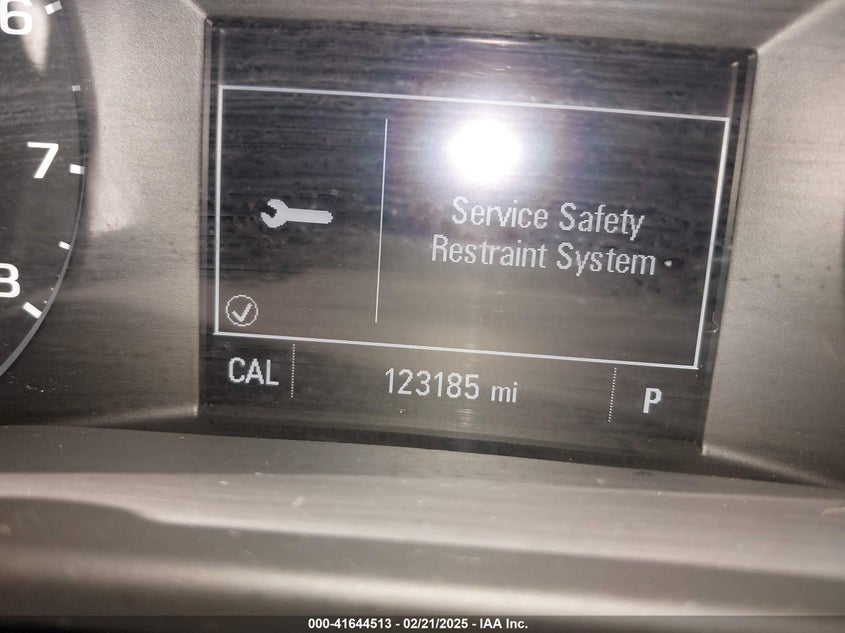 6
7
8
Service Safety
Restraint System
CAL
123185 mi
P
000-41644513 - 02/21/2025 - IAA Inc.